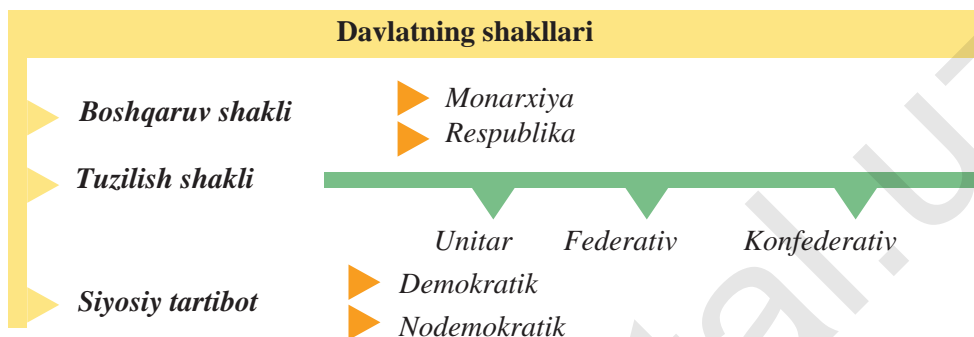 Davlatning shakllari
Boshqaruv shakli
Monarxiya
Respublika
Tuzilish shakli
Unitar Federativ Konfederativ
Siyosiy tartibot
Demokratik
Nodemokratik